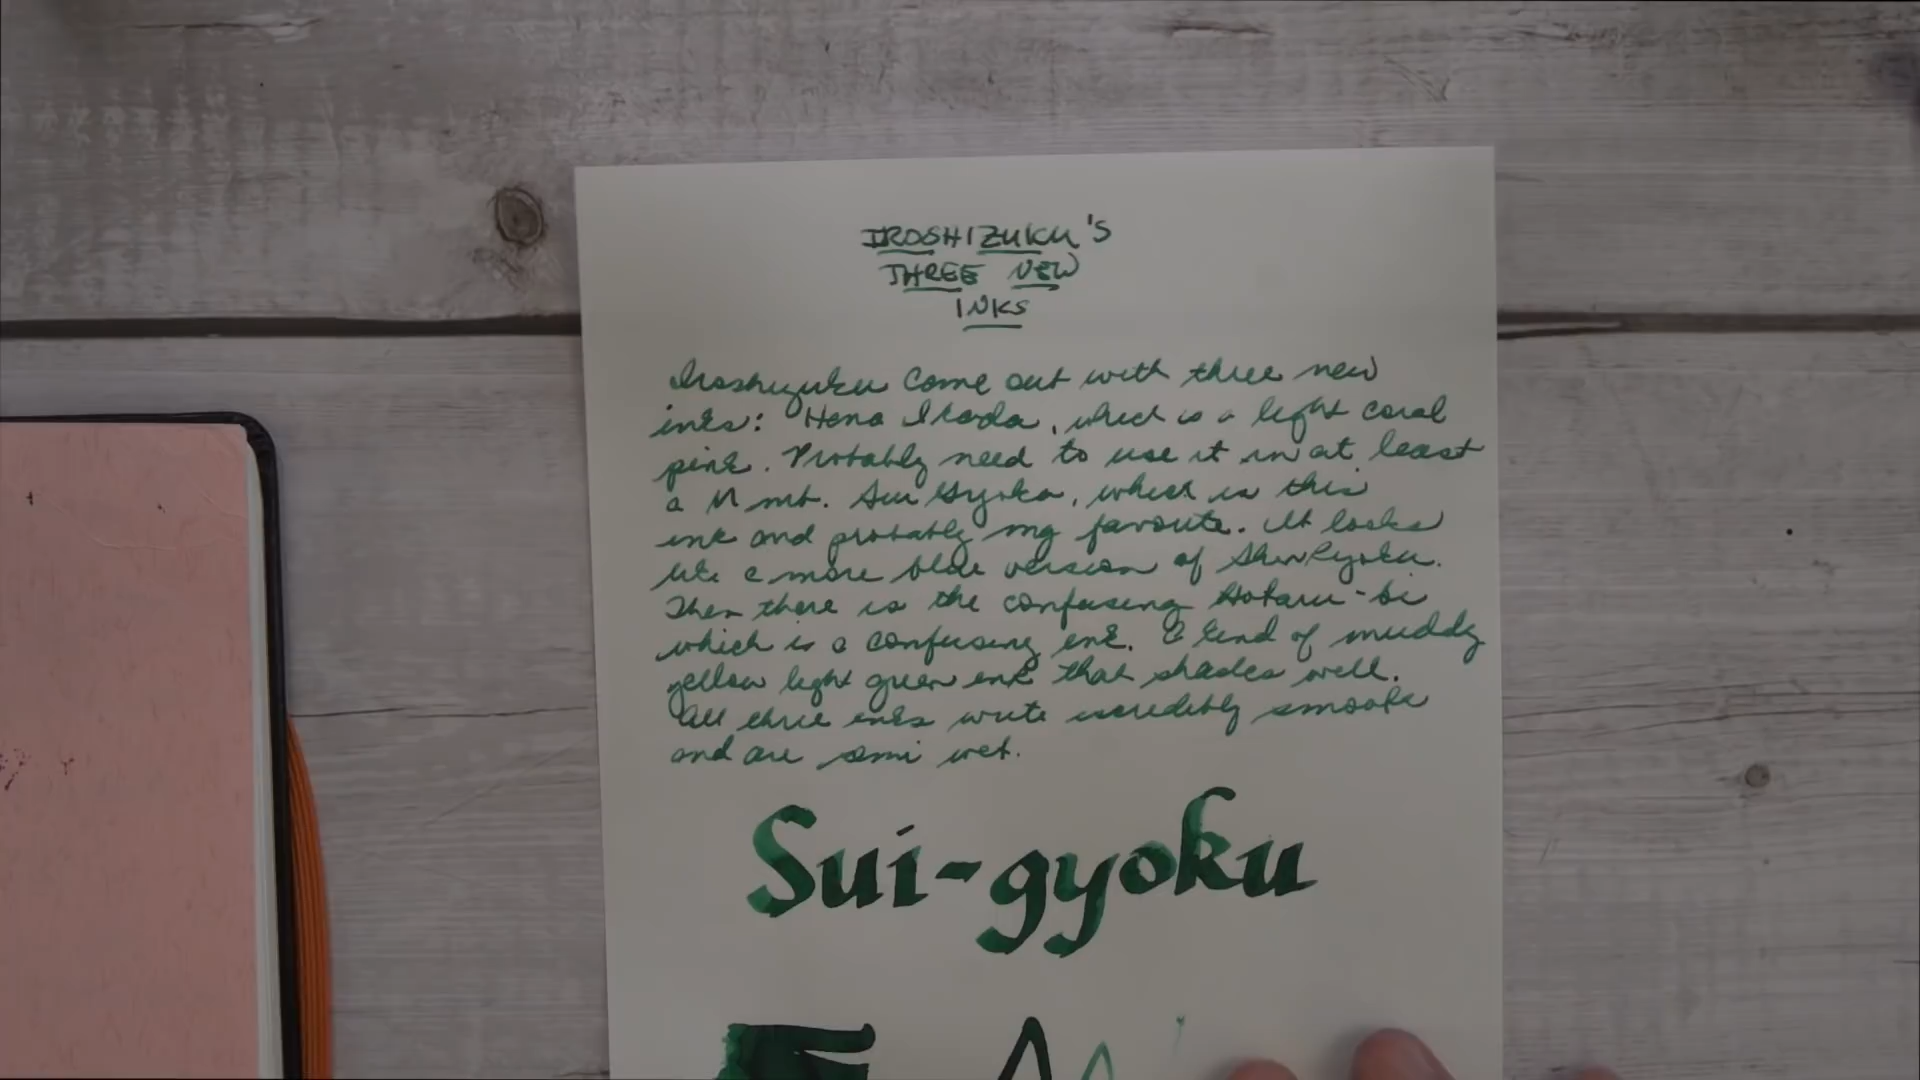 IROSHIZUKU'S
THREE NEW
INKS
Iroshizuku come out with three new
inks: Hana Ikada, which is a light coral
pink. Probably need to use it in at least
a M nib. Sui Gyoku, which is this
ink and probably my favorite. It looks
like a more blue version of ShinRyoku.
Then there is the confusing Hotaru-bi
which is a confusing ink. A kind of muddy
yellow light green ink that shades well.
All three inks write incredibly smooth
and are semi wet.
Sui-gyoku